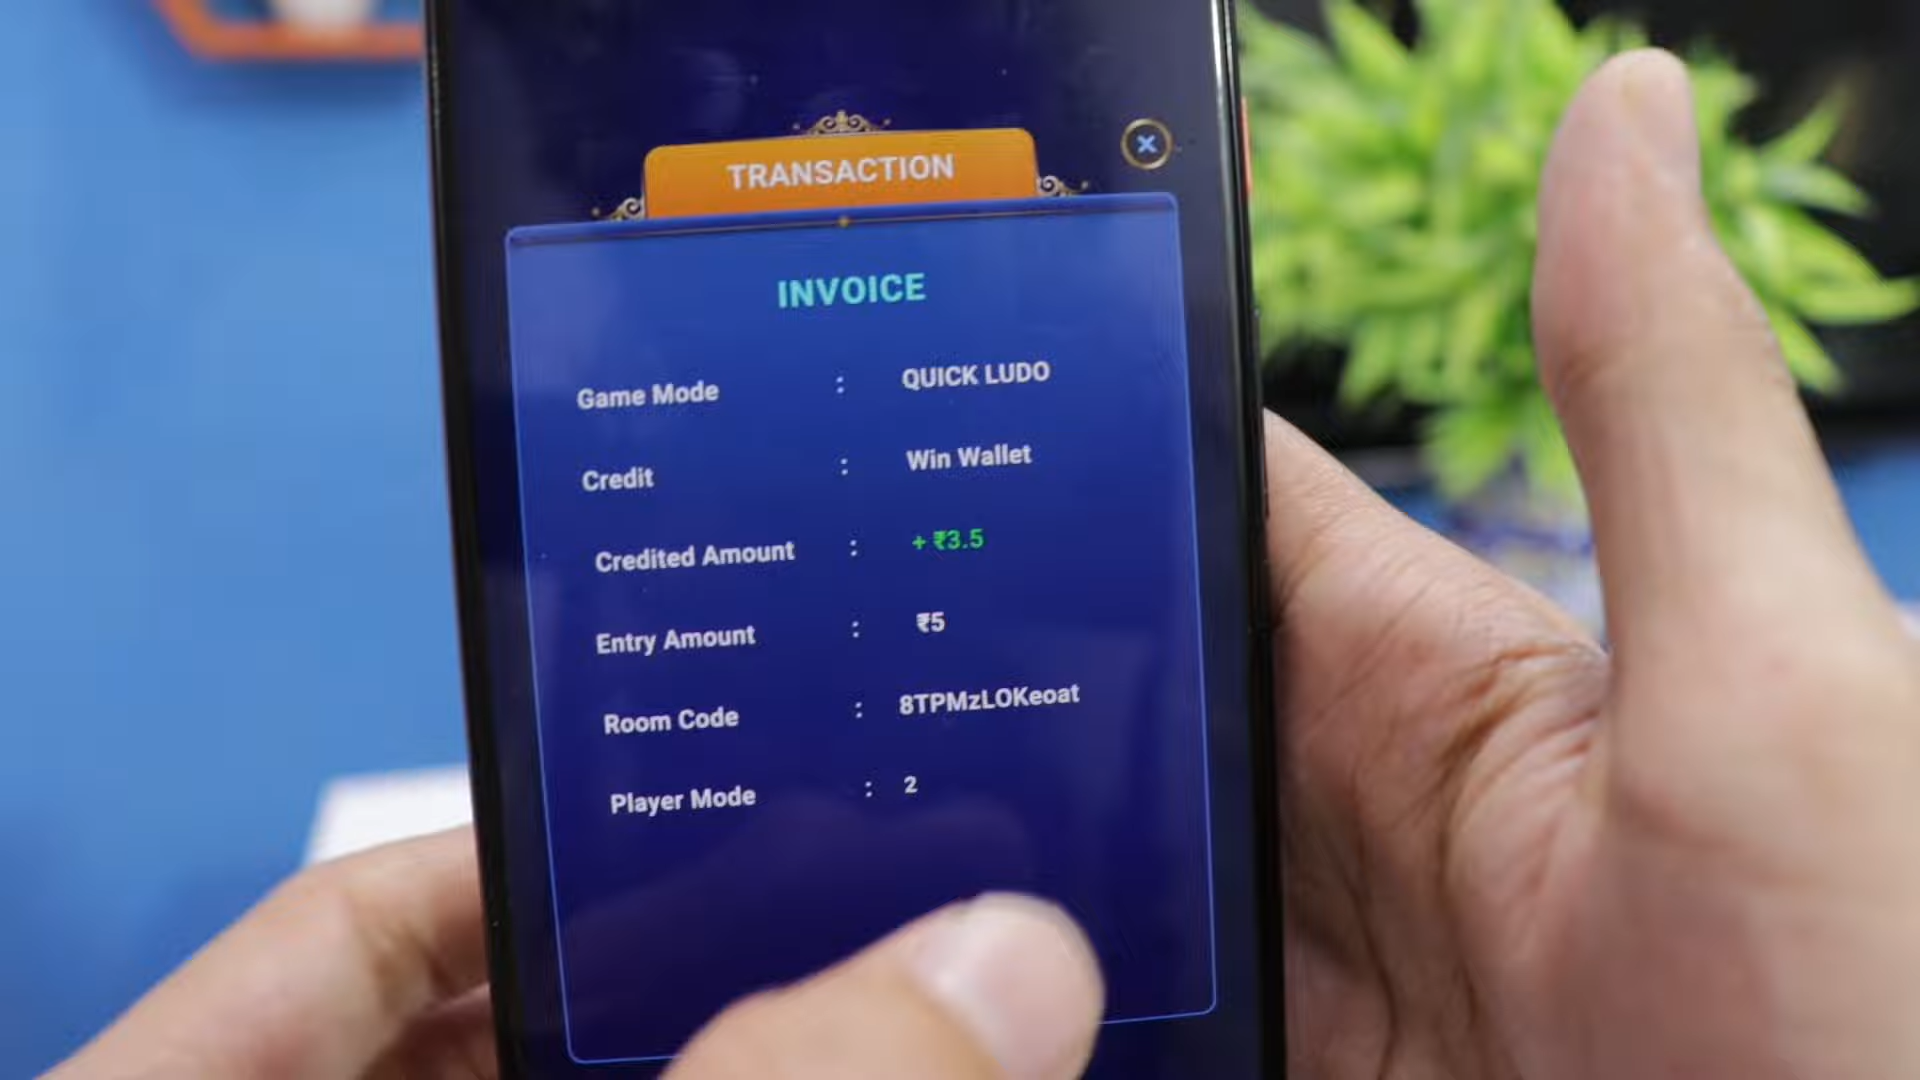 TRANSACTION
INVOICE
Game Mode : QUICK LUDO
Credit : Win Wallet
Credited Amount : + ₹3.5
Entry Amount : ₹5
Room Code : 8TPMzLOKeoat
Player Mode : 2